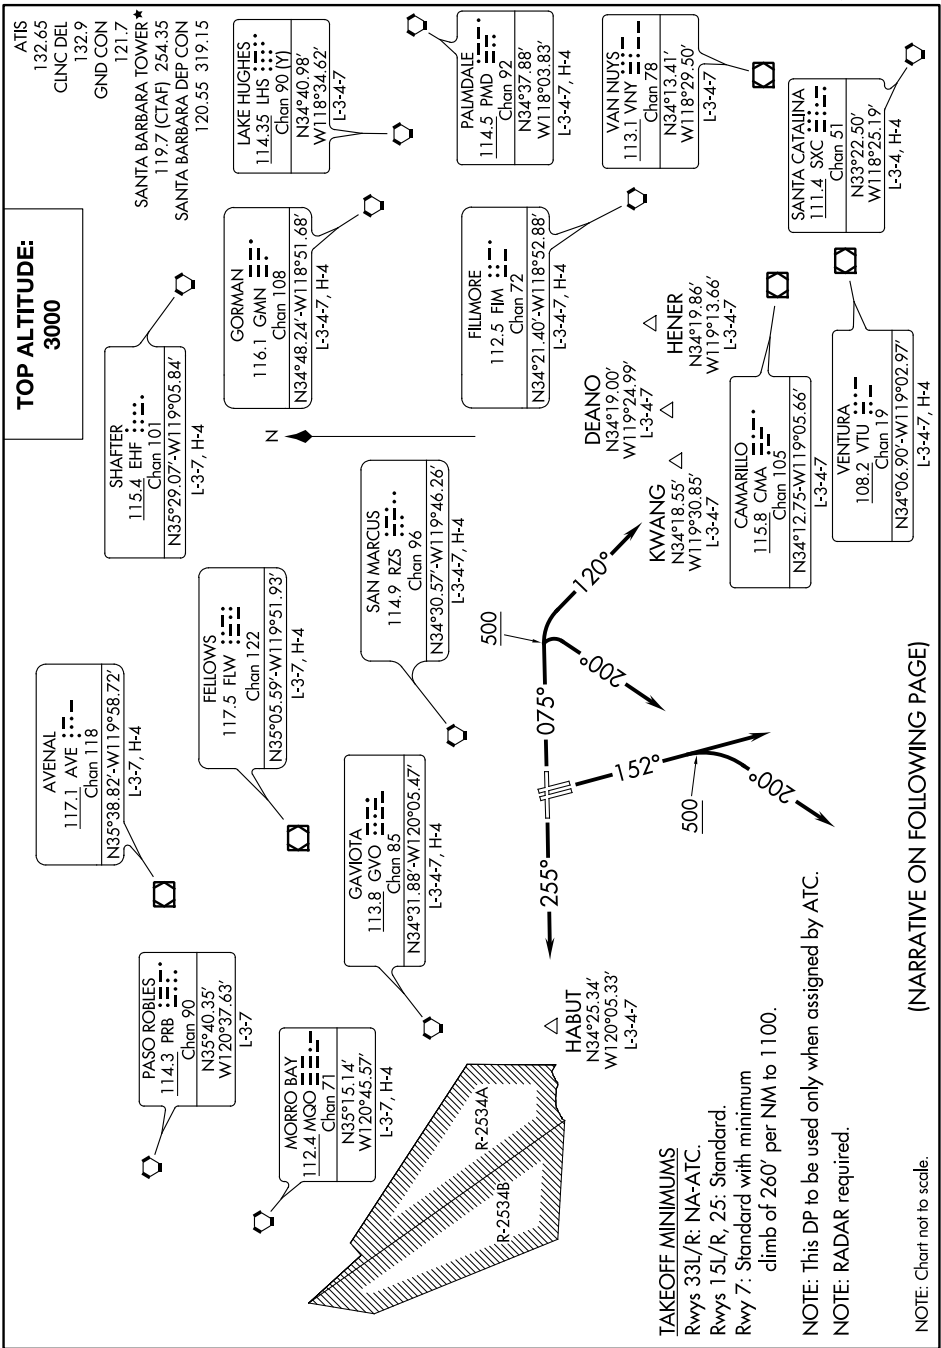 TOP ALTITUDE:
3000
ATIS
132.65
CLNC DEL
132.9
GND CON
121.7
SANTA BARBARA TOWER★
119.7 (CTAF) 254.35
SANTA BARBARA DEP CON
120.55 319.15
AVENAL
117.1 AVE
Chan 118
N35°38.82'-W119°58.72'
L-3-7, H-4
SHAFTER
115.4 EHF
Chan 101
N35°29.07'-W119°05.84'
L-3-7, H-4
PASO ROBLES
114.3 PRB
Chan 90
N35°40.35'
W120°37.63'
L-3-7
FELLOWS
117.5 FLW
Chan 122
N35°05.59'-W119°51.93'
L-3-7, H-4
GORMAN
116.1 GMN
Chan 108
N34°48.24'-W118°51.68'
L-3-4-7, H-4
LAKE HUGHES
114.35 LHS
Chan 90 (Y)
N34°40.98'
W118°34.62'
L-3-4-7
MORRO BAY
112.4 MQO
Chan 71
N35°15.14'
W120°45.57'
L-3-7, H-4
GAVIOTA
113.8 GVO
Chan 85
N34°31.88'-W120°05.47'
L-3-4-7, H-4
SAN MARCUS
114.9 RZS
Chan 96
N34°30.57'-W119°46.26'
L-3-4-7, H-4
N
FILLMORE
112.5 FIM
Chan 72
N34°21.40'-W118°52.88'
L-3-4-7, H-4
PALMDALE
114.5 PMD
Chan 92
N34°37.88'
W118°03.83'
L-3-4-7, H-4
R-2534A
R-2534B
HABUT
N34°25.34'
W120°05.33'
L-3-4-7
255°
075°
500
120°
200°
152°
500
200°
DEANO
N34°19.00'
W119°24.99'
L-3-4-7
KWANG
N34°18.55'
W119°30.85'
L-3-4-7
HENER
N34°19.86'
W119°13.66'
L-3-4-7
VAN NUYS
113.1 VNY
Chan 78
N34°13.41'
W118°29.50'
L-3-4-7
CAMARILLO
115.8 CMA
Chan 105
N34°12.75-W119°05.66'
L-3-4-7
VENTURA
108.2 VTU
Chan 19
N34°06.90'-W119°02.97'
L-3-4-7, H-4
SANTA CATALINA
111.4 SXC
Chan 51
N33°22.50'
W118°25.19'
L-3-4, H-4
TAKEOFF MINIMUMS
Rwys 33L/R: NA-ATC.
Rwys 15L/R, 25: Standard.
Rwy 7: Standard with minimum
climb of 260' per NM to 1100.
NOTE: This DP to be used only when assigned by ATC.
NOTE: RADAR required.
(NARRATIVE ON FOLLOWING PAGE)
NOTE: Chart not to scale.